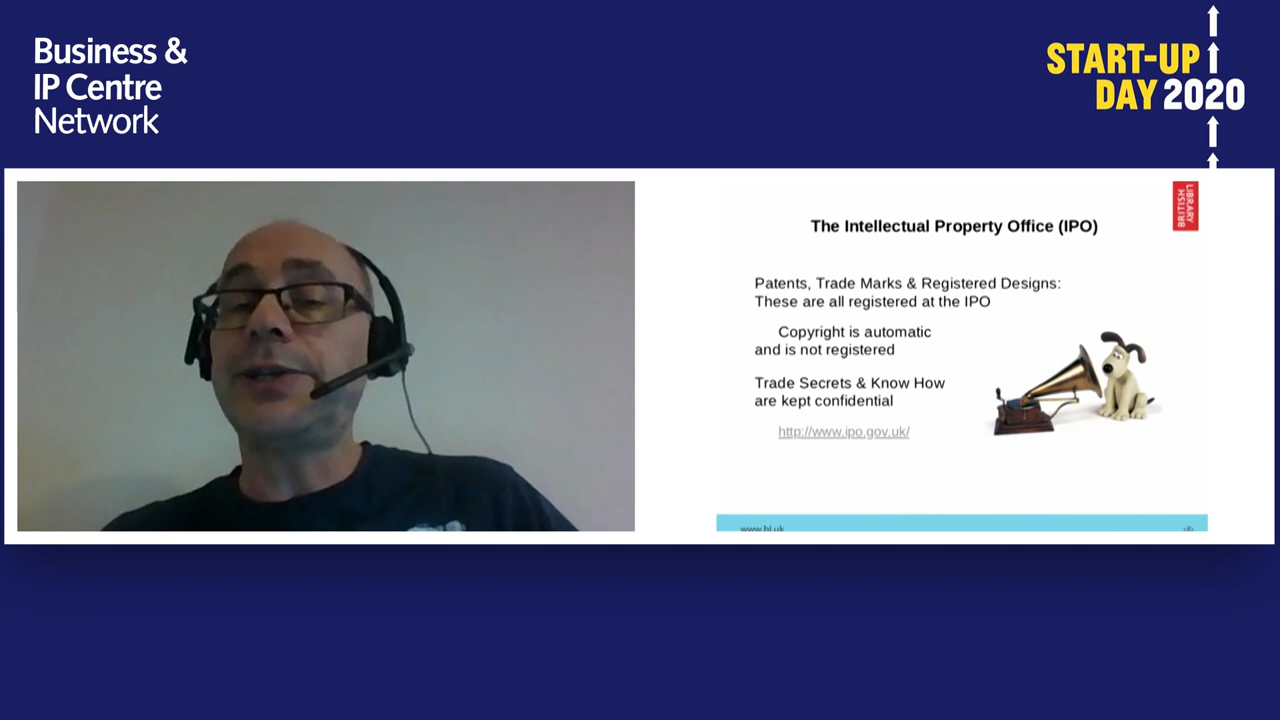 Business &
IP Centre
Network
START-UP
DAY 2020
BRITISH
LIBRARY
The Intellectual Property Office (IPO)
Patents, Trade Marks & Registered Designs:
These are all registered at the IPO
Copyright is automatic
and is not registered
Trade Secrets & Know How
are kept confidential
http://www.ipo.gov.uk/
www.bl.uk